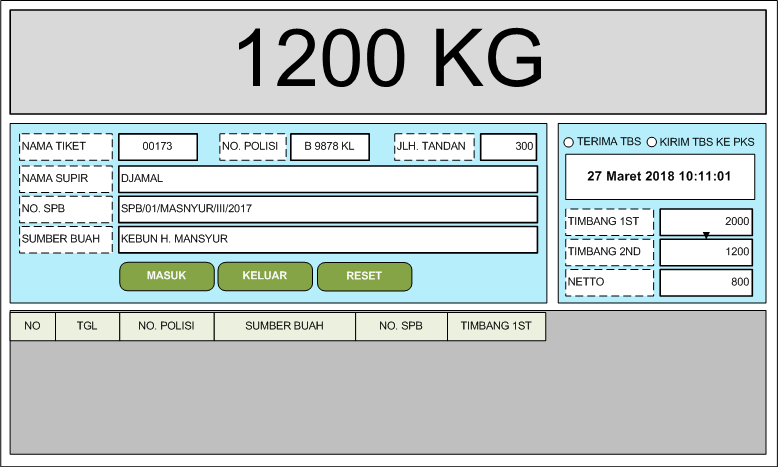 1200 KG
NAMA TIKET 00173 NO. POLISI B 9878 KL JLH. TANDAN 300
NAMA SUPIR DJAMAL
NO. SPB SPB/01/MASNYUR/III/2017
SUMBER BUAH KEBUN H. MANSYUR
MASUK KELUAR RESET
TERIMA TBS KIRIM TBS KE PKS
27 Maret 2018 10:11:01
TIMBANG 1ST 2000
TIMBANG 2ND 1200
NETTO 800
NO TGL NO. POLISI SUMBER BUAH NO. SPB TIMBANG 1ST